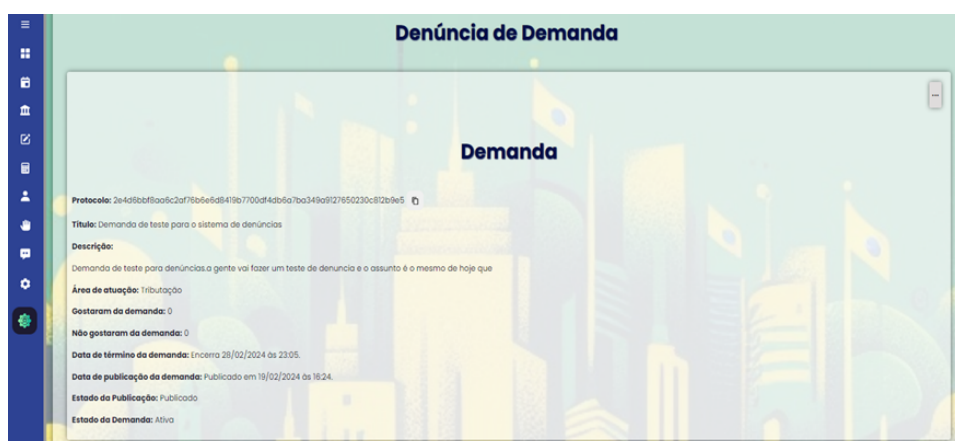 Denúncia de Demanda
...
Demanda
Protocolo: 2e4d6bbf8aa6c2af76b6e6d8419b7700df4db6a7ba349a9127650230c812b9e5
Título: Demanda de teste para o sistema de denúncias
Descrição:
Demanda de teste para denúncias.a gente vai fazer um teste de denuncia e o assunto é o mesmo de hoje que
Área de atuação: Tributação
Gostaram da demanda: 0
Não gostaram da demanda: 0
Data de término da demanda: Encerra 28/02/2024 às 23:05.
Data de publicação da demanda: Publicado em 19/02/2024 às 16:24.
Estado da Publicação: Publicado
Estado da Demanda: Ativa